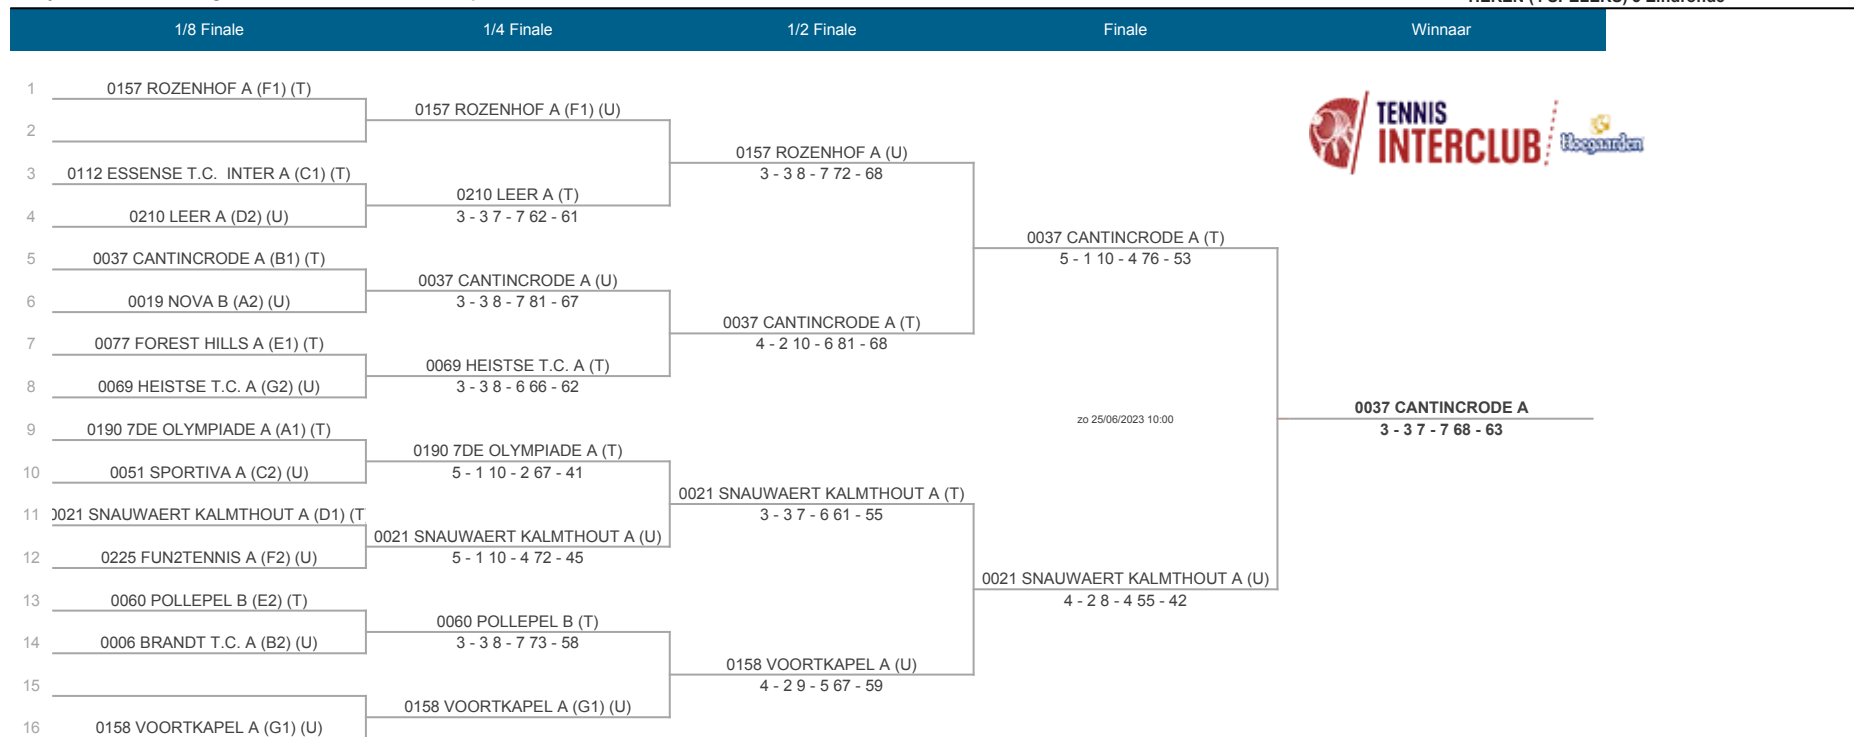 1/8 Finale 1/4 Finale 1/2 Finale Finale Winnaar
1 0157 ROZENHOF A (F1) (T)
0157 ROZENHOF A (F1) (U)
2
0157 ROZENHOF A (U)
3 - 3 8 - 7 72 - 68
3 0112 ESSENSE T.C. INTER A (C1) (T)
0210 LEER A (T)
3 - 3 7 - 7 62 - 61
4 0210 LEER A (D2) (U)
0037 CANTINCRODE A (T)
5 - 1 10 - 4 76 - 53
5 0037 CANTINCRODE A (B1) (T)
0037 CANTINCRODE A (U)
3 - 3 8 - 7 81 - 67
6 0019 NOVA B (A2) (U)
0037 CANTINCRODE A (T)
4 - 2 10 - 6 81 - 68
7 0077 FOREST HILLS A (E1) (T)
0069 HEISTSE T.C. A (T)
3 - 3 8 - 6 66 - 62
8 0069 HEISTSE T.C. A (G2) (U)
zo 25/06/2023 10:00
0037 CANTINCRODE A
3 - 3 7 - 7 68 - 63
9 0190 7DE OLYMPIADE A (A1) (T)
0190 7DE OLYMPIADE A (T)
5 - 1 10 - 2 67 - 41
10 0051 SPORTIVA A (C2) (U)
0021 SNAUWAERT KALMTHOUT A (T)
3 - 3 7 - 6 61 - 55
11 0021 SNAUWAERT KALMTHOUT A (D1) (T
0021 SNAUWAERT KALMTHOUT A (U)
5 - 1 10 - 4 72 - 45
12 0225 FUN2TENNIS A (F2) (U)
0021 SNAUWAERT KALMTHOUT A (U)
4 - 2 8 - 4 55 - 42
13 0060 POLLEPEL B (E2) (T)
0060 POLLEPEL B (T)
3 - 3 8 - 7 73 - 58
14 0006 BRANDT T.C. A (B2) (U)
0158 VOORTKAPEL A (U)
4 - 2 9 - 5 67 - 59
15
0158 VOORTKAPEL A (G1) (U)
16 0158 VOORTKAPEL A (G1) (U)
TENNIS
INTERCLUB
Hoegaarden